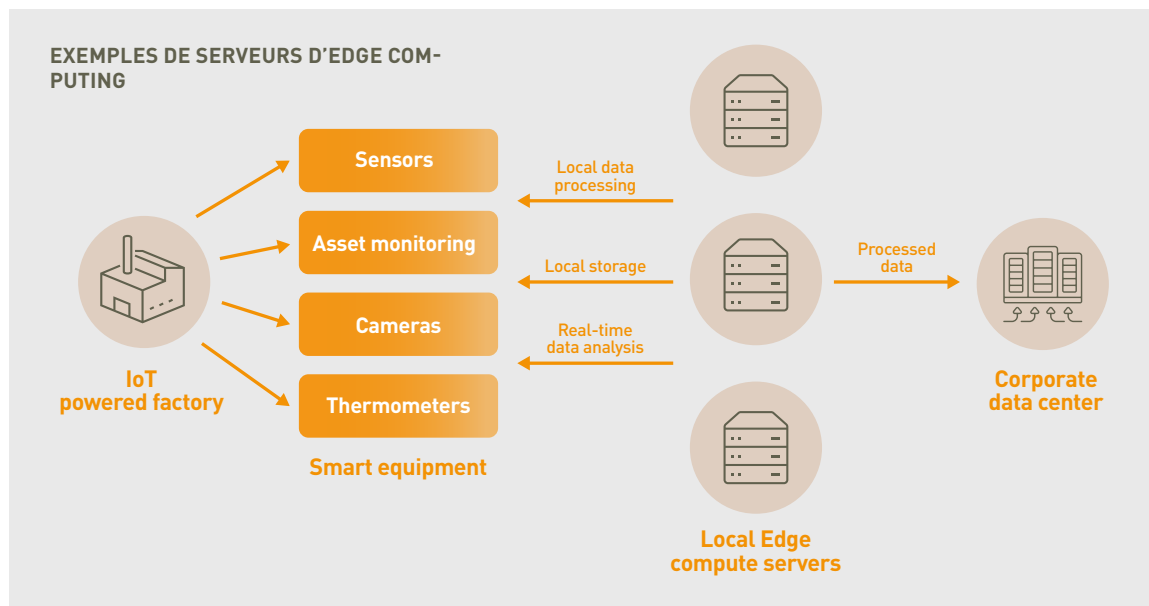 EXEMPLES DE SERVEURS D'EDGE COM-
PUTING
IoT
powered factory
Sensors
Asset monitoring
Cameras
Thermometers
Smart equipment
Local data
processing
Local storage
Real-time
data analysis
Local Edge
compute servers
Processed
data
Corporate
data center